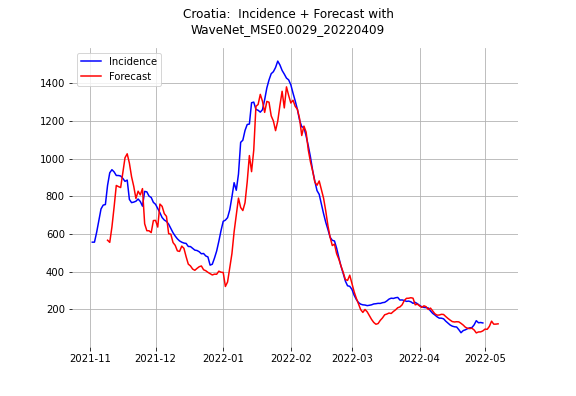 Croatia:  Incidence + Forecast with
WaveNet_MSE0.0029_20220409
Incidence
Forecast
1400
1200
1000
800
600
400
200
2021-11 2021-12 2022-01 2022-02 2022-03 2022-04 2022-05